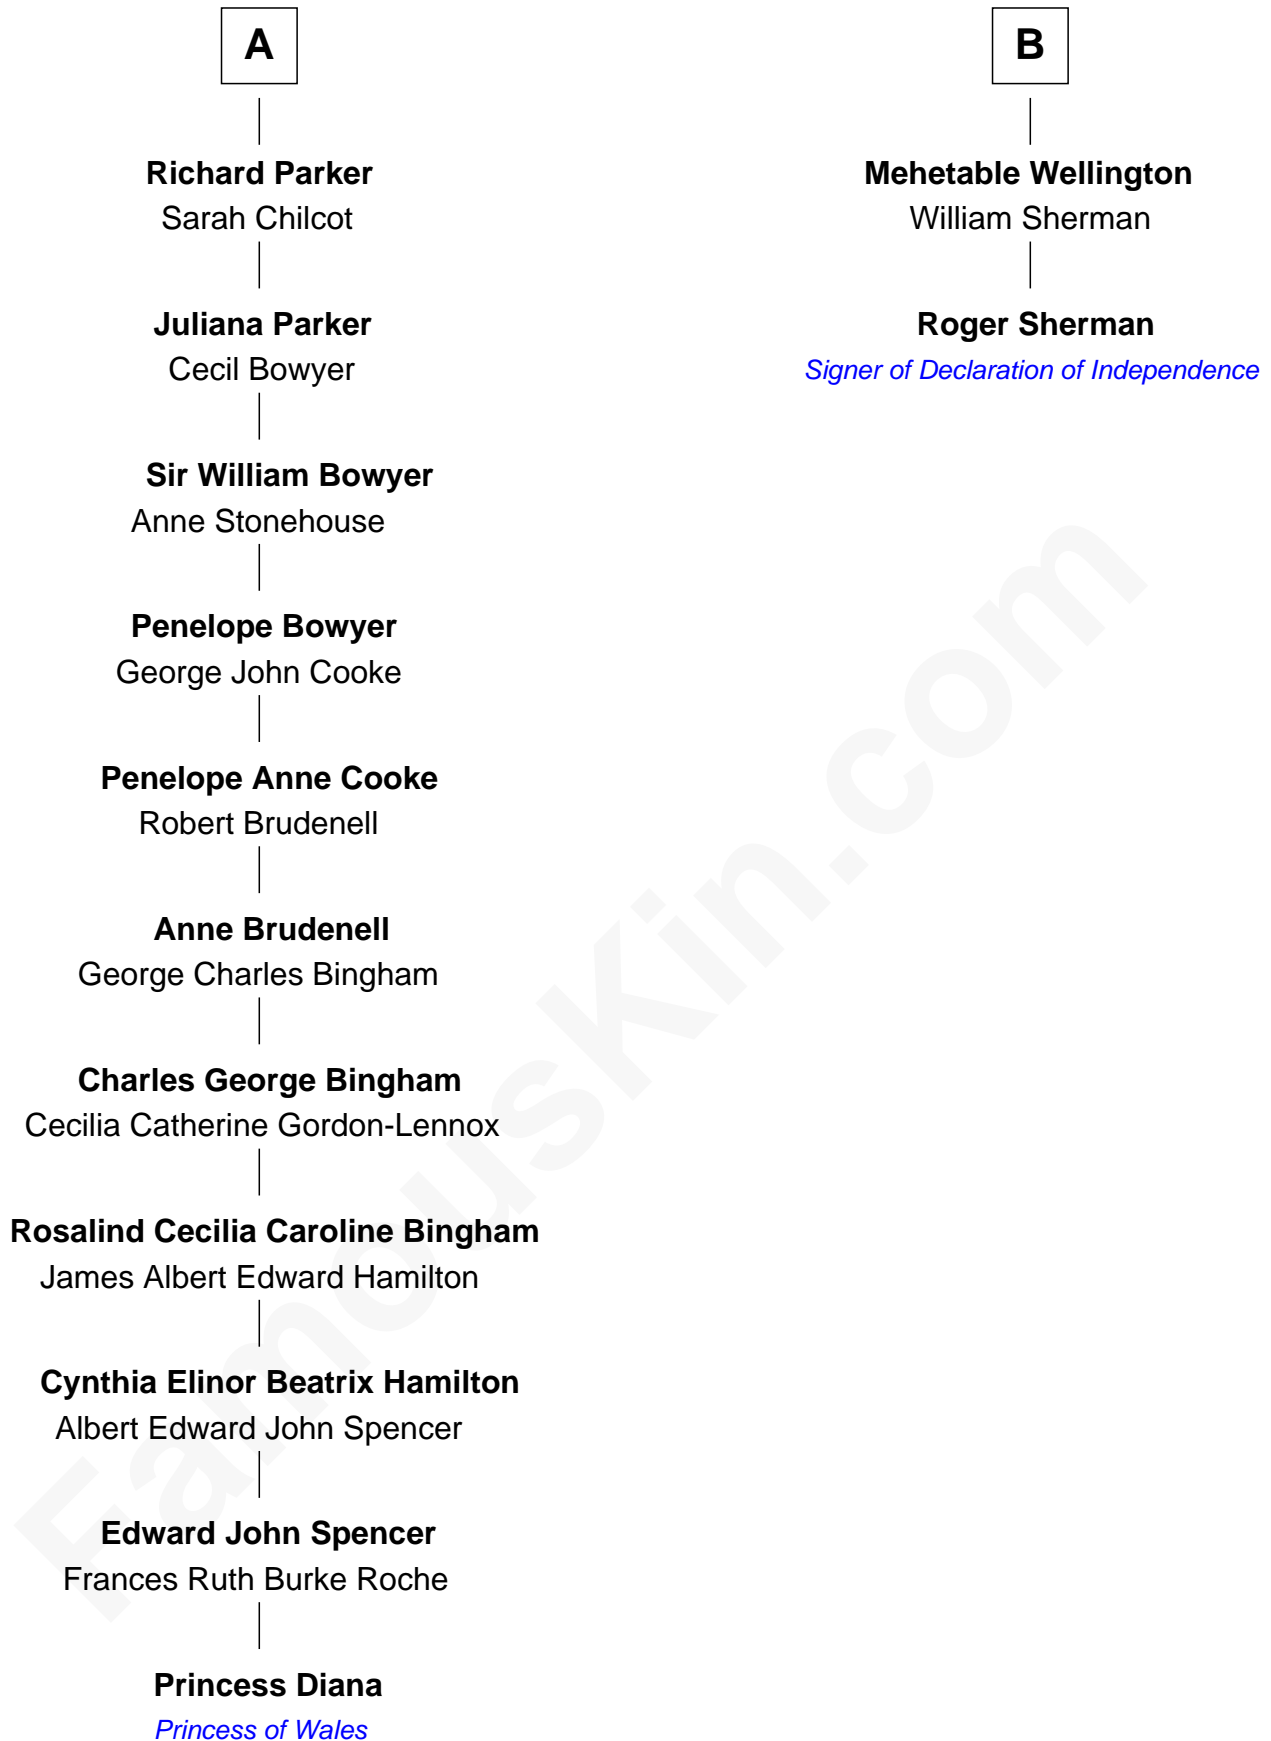 A
Richard Parker
Sarah Chilcot
Juliana Parker
Cecil Bowyer
Sir William Bowyer
Anne Stonehouse
Penelope Bowyer
George John Cooke
Penelope Anne Cooke
Robert Brudenell
Anne Brudenell
George Charles Bingham
Charles George Bingham
Cecilia Catherine Gordon-Lennox
Rosalind Cecilia Caroline Bingham
James Albert Edward Hamilton
Cynthia Elinor Beatrix Hamilton
Albert Edward John Spencer
Edward John Spencer
Frances Ruth Burke Roche
Princess Diana
Princess of Wales
B
Mehetable Wellington
William Sherman
Roger Sherman
Signer of Declaration of Independence
FamousKin.com